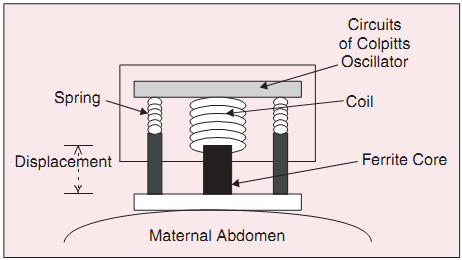 Circuits
of Colpitts
Oscillator
Spring
Coil
Displacement
Ferrite Core
Maternal Abdomen